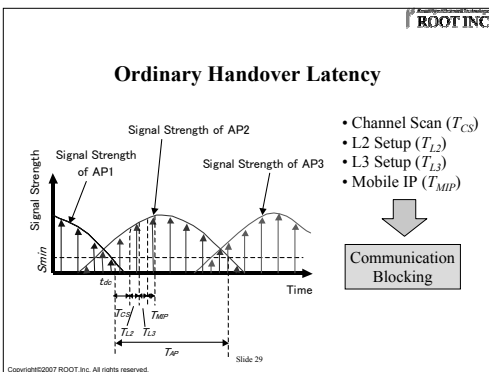 ROOT INC
Ordinary Handover Latency
Signal Strength of AP2
Signal Strength
of AP1
Signal Strength of AP3
Signal Strength
Smin
tdc
Time
TCS
TMIP
TL2
TL3
TAP
• Channel Scan (TCS)
• L2 Setup (TL2)
• L3 Setup (TL3)
• Mobile IP (TMIP)
Communication
Blocking
Slide 29
Copyright©2007 ROOT,Inc. All rights reserved.